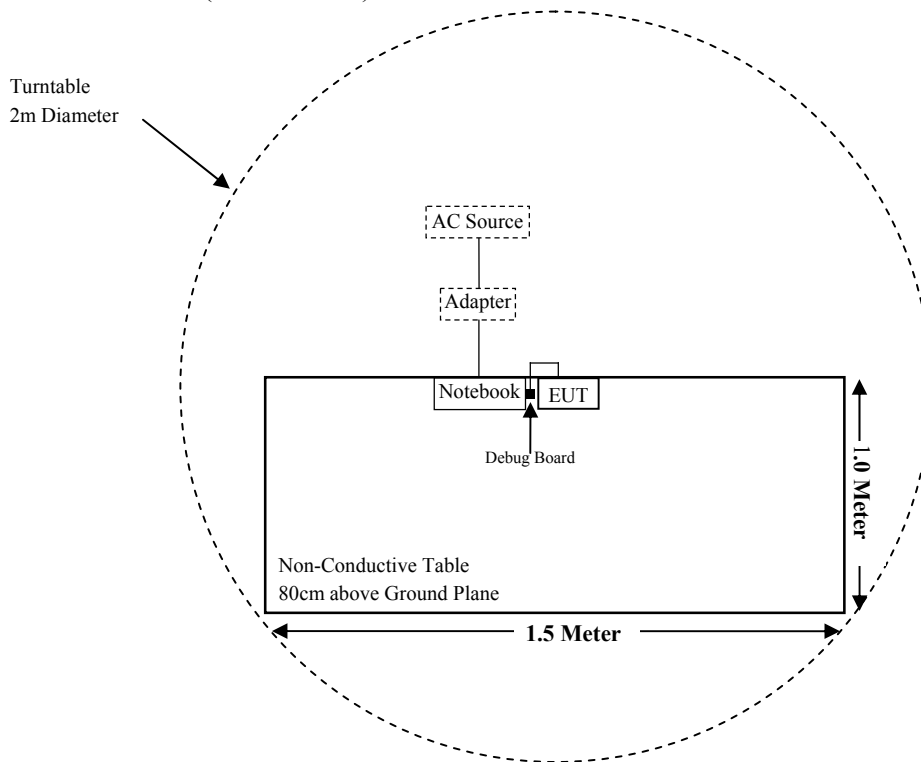 Turntable
2m Diameter
AC Source
Adapter
Notebook
EUT
Debug Board
1.0 Meter
Non-Conductive Table
80cm above Ground Plane
1.5 Meter